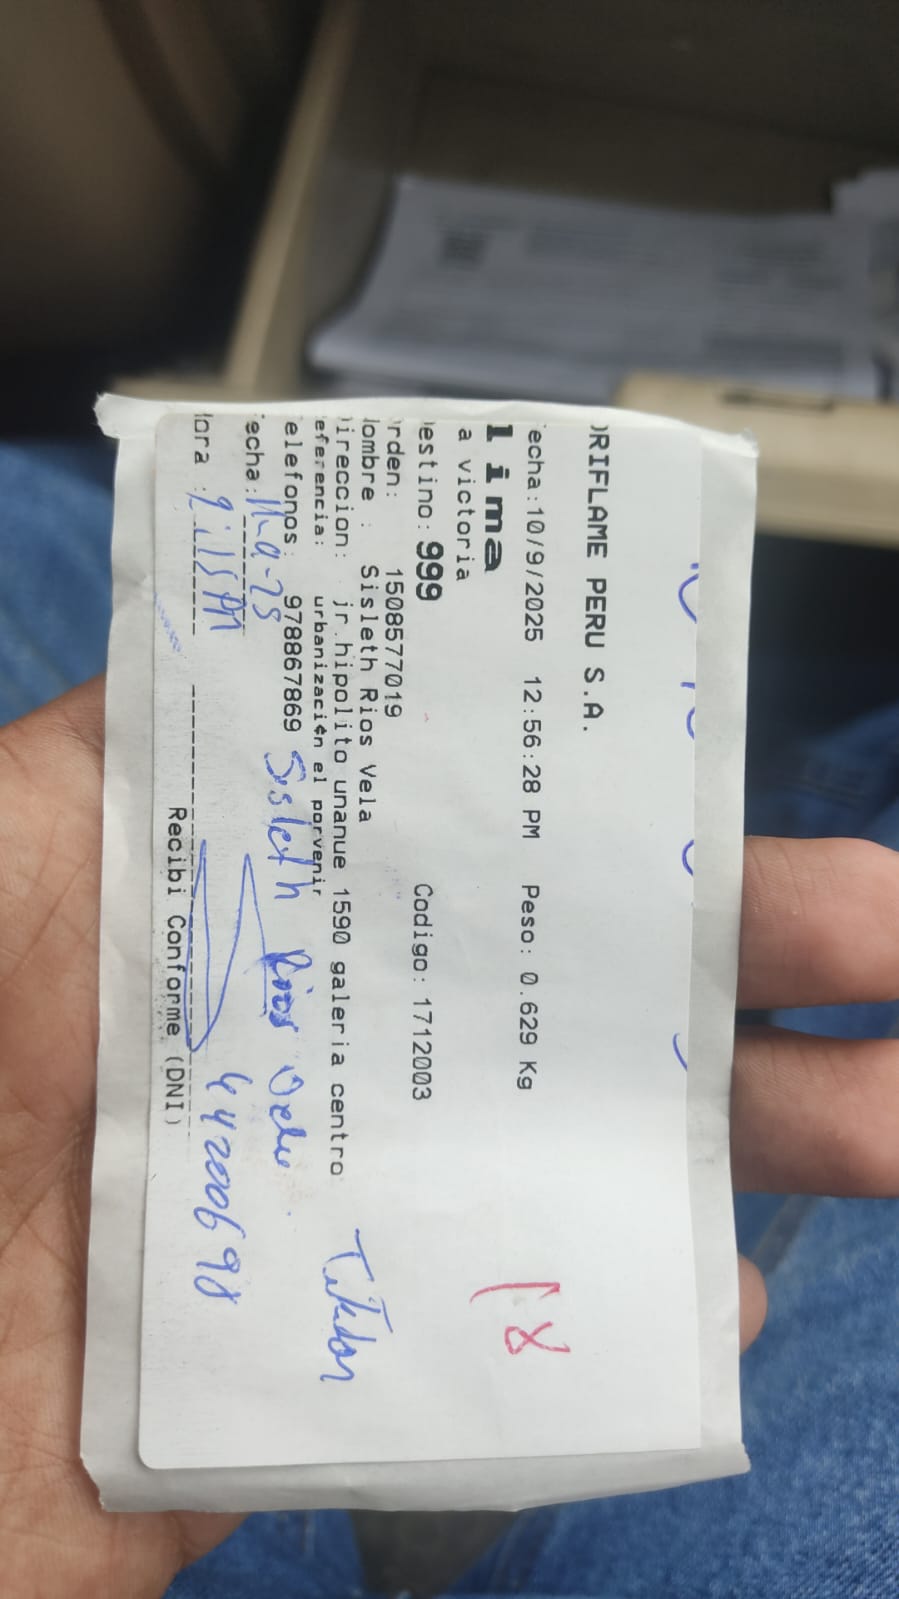 ORIFLAME PERU S.A.
echa:10/9/2025 12:56:28 PM Peso: 0.629 Kg
lima
a victoria
estino: 999 Codigo: 1712003
rden: 1508577019
ombre : Sisleth Rios Vela
ireccion: jr.hipolito unanue 1590 galeria centro
eferencia: urbanización el porvenir
elefonos: 978867869
echa: 11-9-25 Sisleth Rios Vela
ora : 2:15 PM 44200698
Recibi Conforme (DNI)
Titular
18